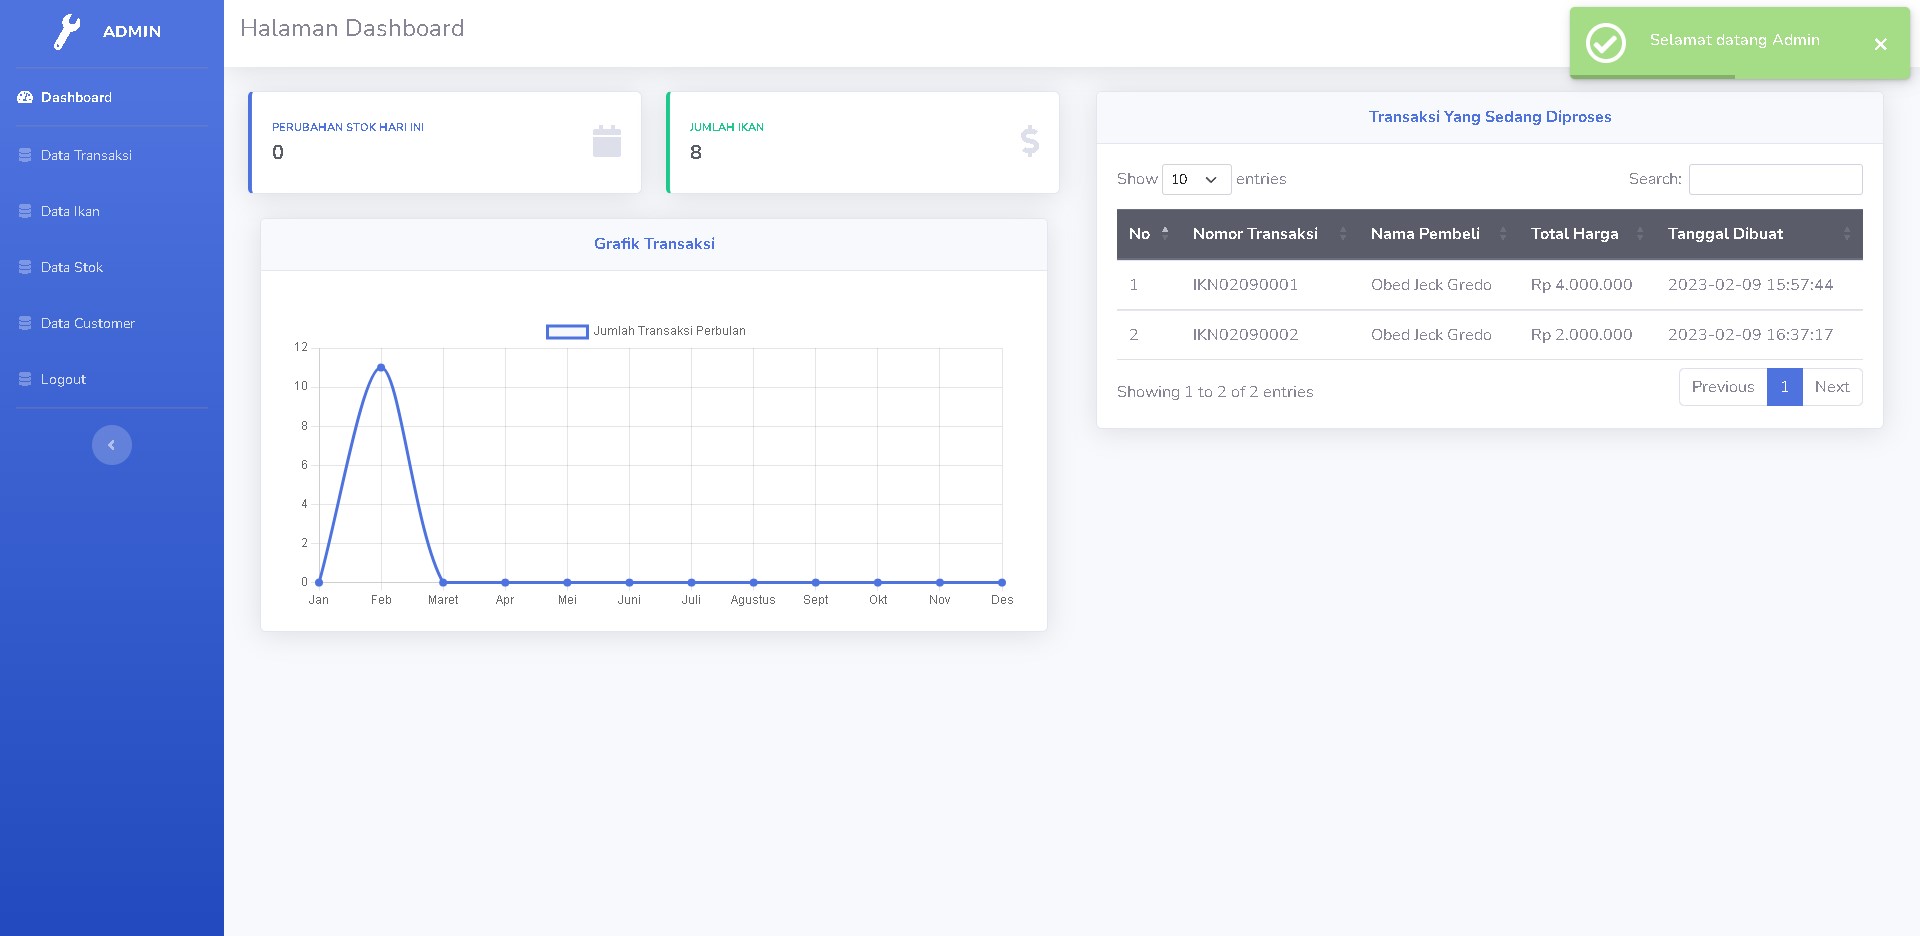 ADMIN
Dashboard
Data Transaksi
Data Ikan
Data Stok
Data Customer
Logout
Halaman Dashboard
Selamat datang Admin
×
PERUBAHAN STOK HARI INI
0
JUMLAH IKAN
8
$
Grafik Transaksi
Jumlah Transaksi Perbulan
12
10
8
6
4
2
0
Jan Feb Maret Apr Mei Juni Juli Agustus Sept Okt Nov Des
Transaksi Yang Sedang Diproses
Show 10 entries Search:
No Nomor Transaksi Nama Pembeli Total Harga Tanggal Dibuat
1 IKN02090001 Obed Jeck Gredo Rp 4.000.000 2023-02-09 15:57:44
2 IKN02090002 Obed Jeck Gredo Rp 2.000.000 2023-02-09 16:37:17
Showing 1 to 2 of 2 entries Previous 1 Next